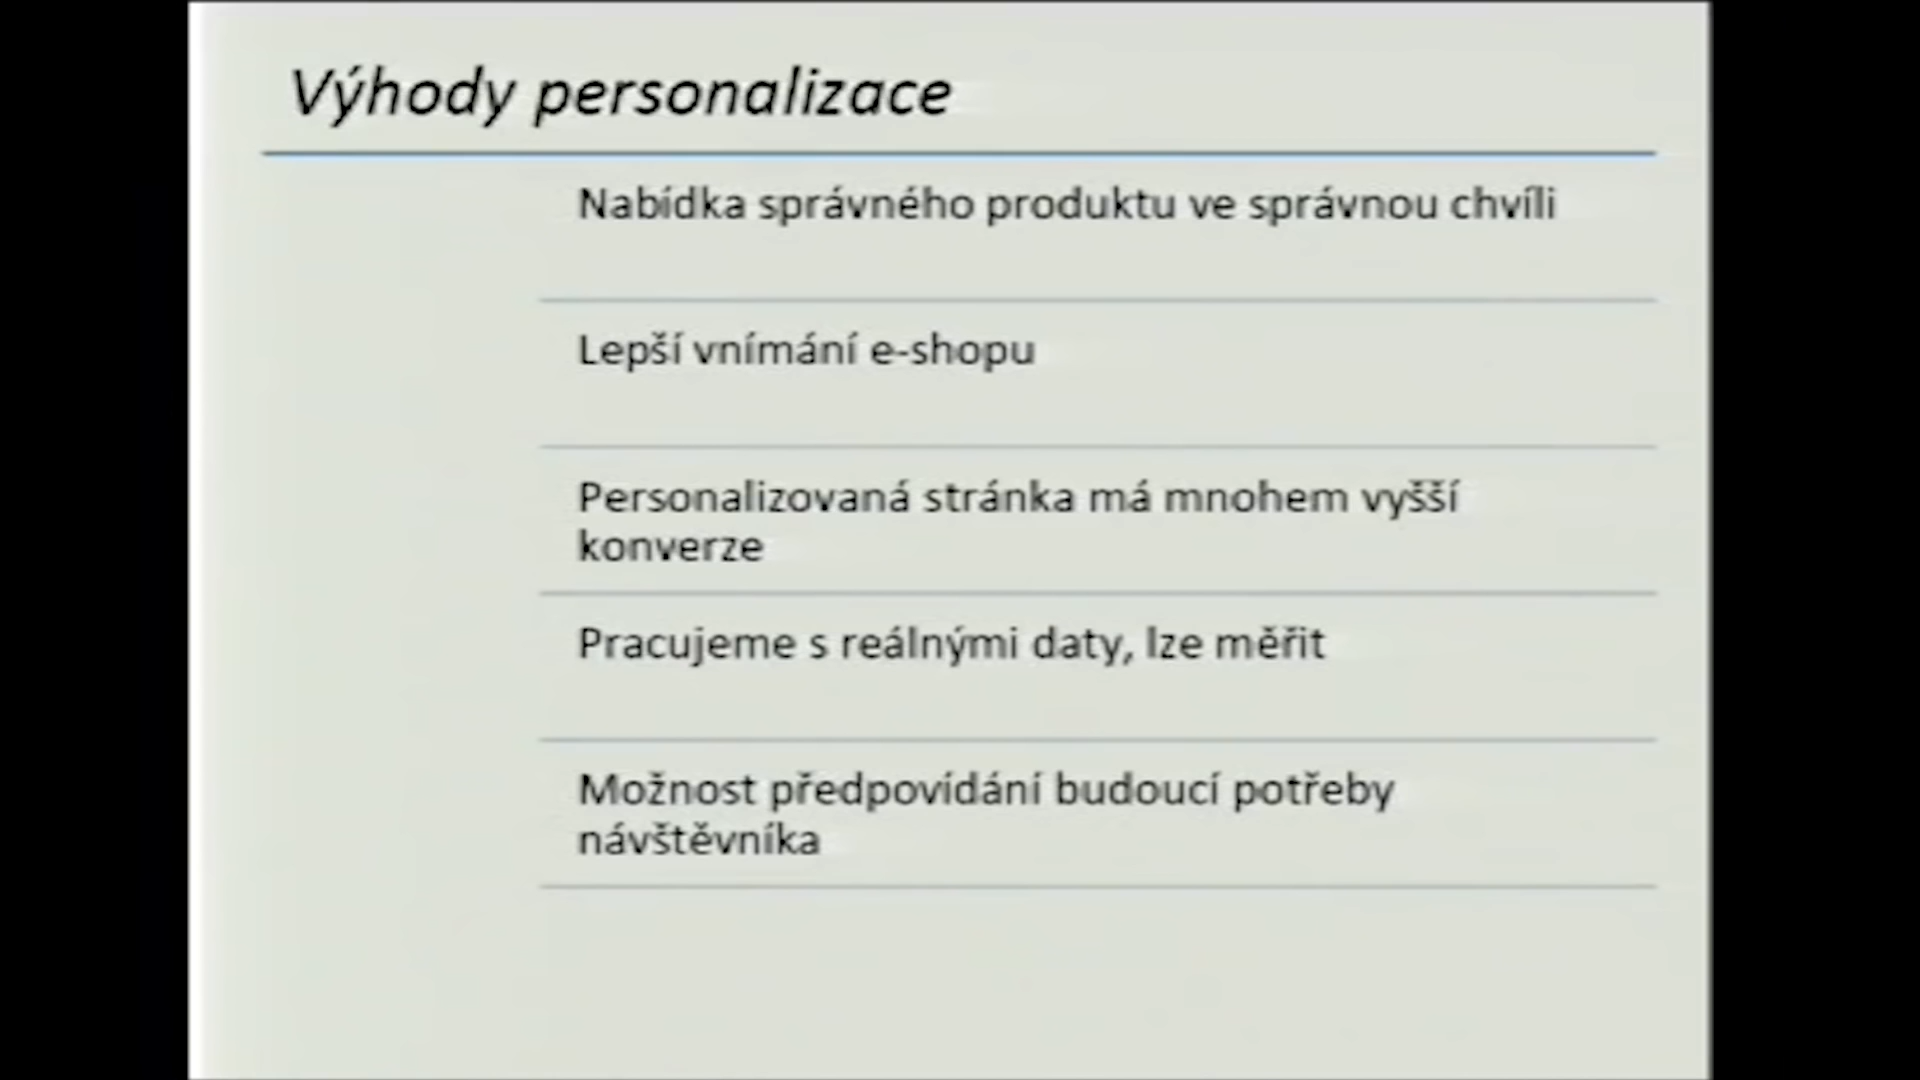 Výhody personalizace
Nabídka správného produktu ve správnou chvíli
Lepší vnímání e-shopu
Personalizovaná stránka má mnohem vyšší
konverze
Pracujeme s reálnými daty, lze měřit
Možnost předpovídání budoucí potřeby
návštěvníka